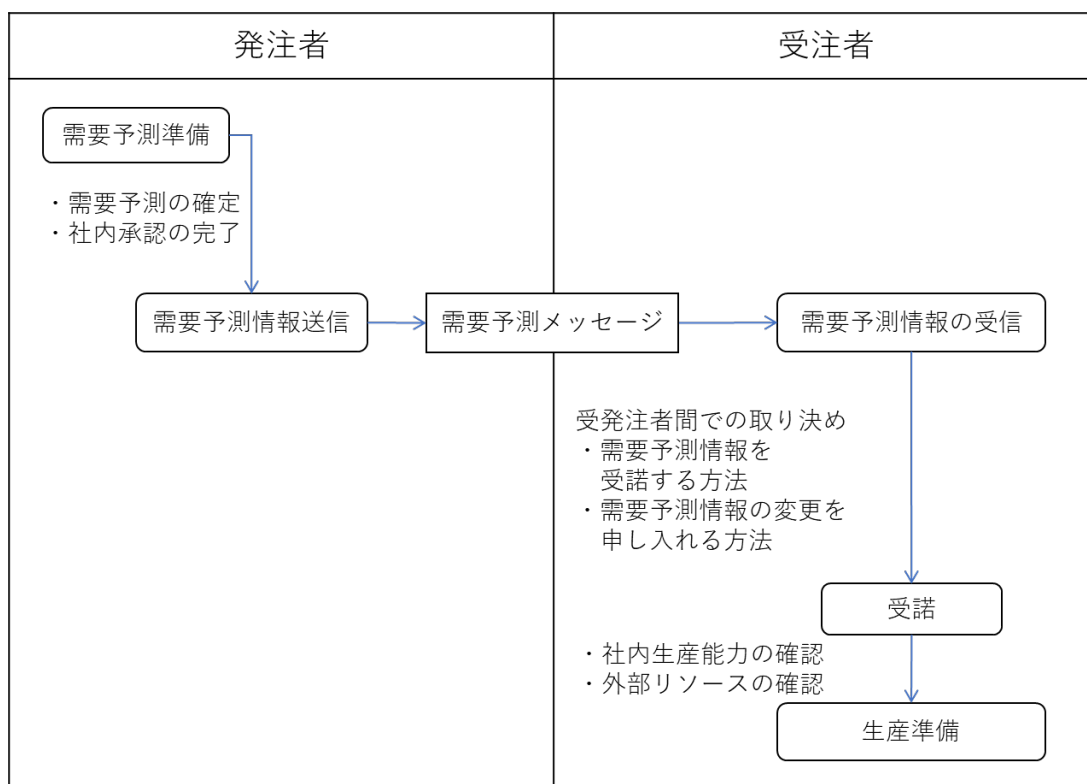 発注者
受注者
需要予測準備
・需要予測の確定
・社内承認の完了
需要予測情報送信
需要予測メッセージ
需要予測情報の受信
受発注者間での取り決め
・需要予測情報を
受諾する方法
・需要予測情報の変更を
申し入れる方法
受諾
・社内生産能力の確認
・外部リソースの確認
生産準備